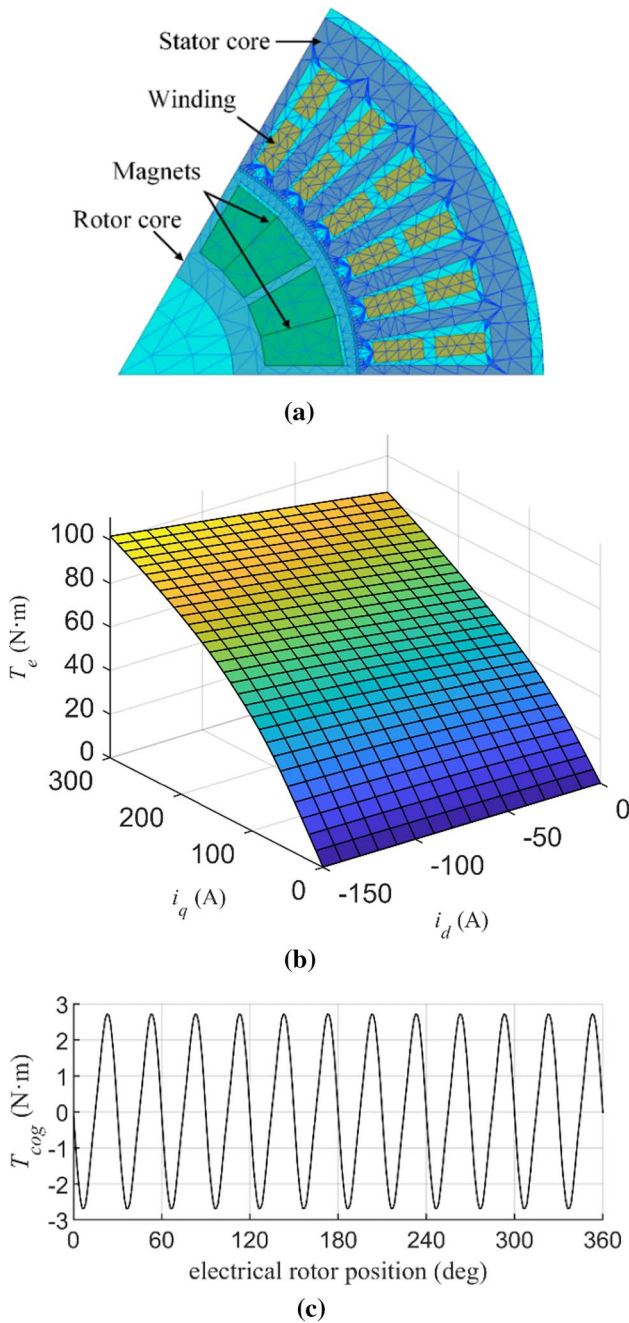 Stator core
Winding
Magnets
Rotor core
(a)
100
80
60
40
20
0
T_e (N·m)
300
200
100
0
i_q (A)
-150
-100
-50
0
i_d (A)
(b)
3
2
1
0
-1
-2
-3
T_cog (N·m)
0
60
120
180
240
300
360
electrical rotor position (deg)
(c)